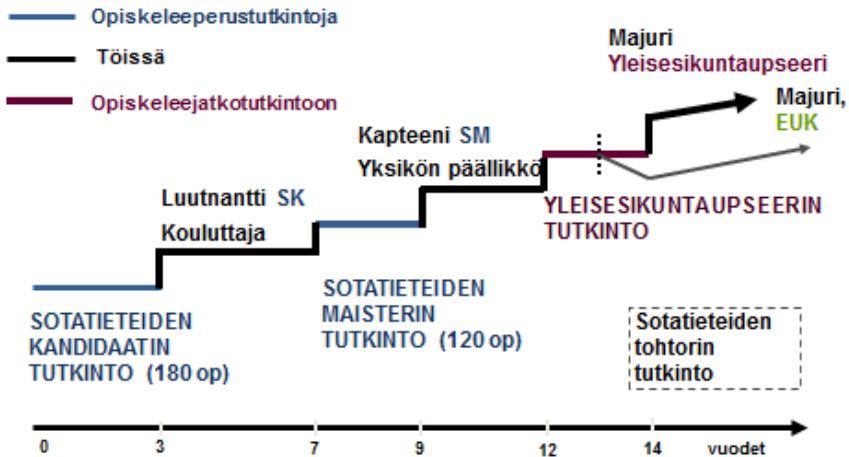 Opiskeleeperustutkintoja
Töissä
Opiskeleejatkotutkintoon
Majuri
Yleisesikuntaupseeri
Majuri,
EUK
Kapteeni SM
Yksikön päällikkö
Luutnantti SK
Kouluttaja
YLEISESIKUNTAUPSEERIN
TUTKINTO
SOTATIETEIDEN
MAISTERIN
TUTKINTO (120 op)
SOTATIETEIDEN
KANDIDAATIN
TUTKINTO (180 op)
Sotatieteiden
tohtorin
tutkinto
0 3 7 9 12 14 vuodet